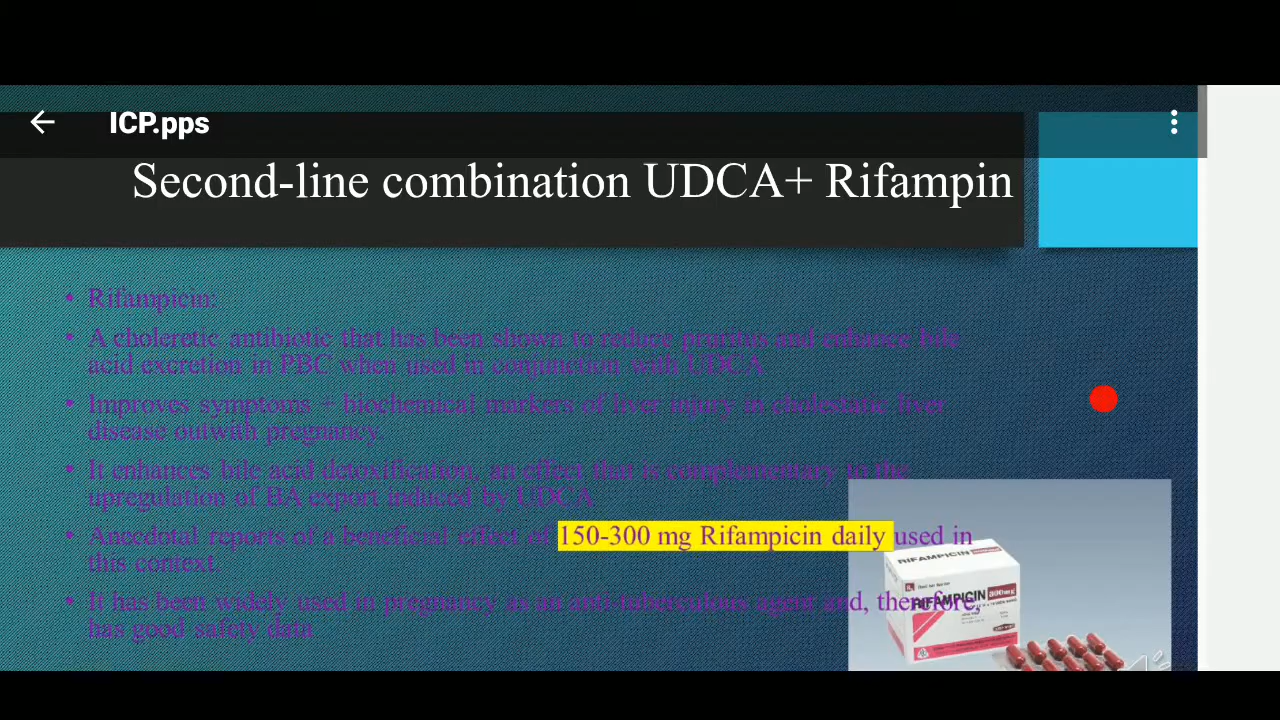 ICP.pps
Second-line combination UDCA+ Rifampin
• Rifampicin:
• A choleretic antibiotic that has been shown to reduce pruritus and enhance bile
acid excretion in PBC when used in conjunction with UDCA
• Improves symptoms + biochemical markers of liver injury in cholestatic liver
disease outwith pregnancy.
• It enhances bile acid detoxification, an effect that is complementary to the
upregulation of BA export induced by UDCA
• Anecdotal reports of a beneficial effect of 150-300 mg Rifampicin daily used in
this context
• It has been widely used in pregnancy as an anti-tuberculous agent and, therefore,
has good safety data
RIFAMPICIN
RIFAMPICIN 300mg